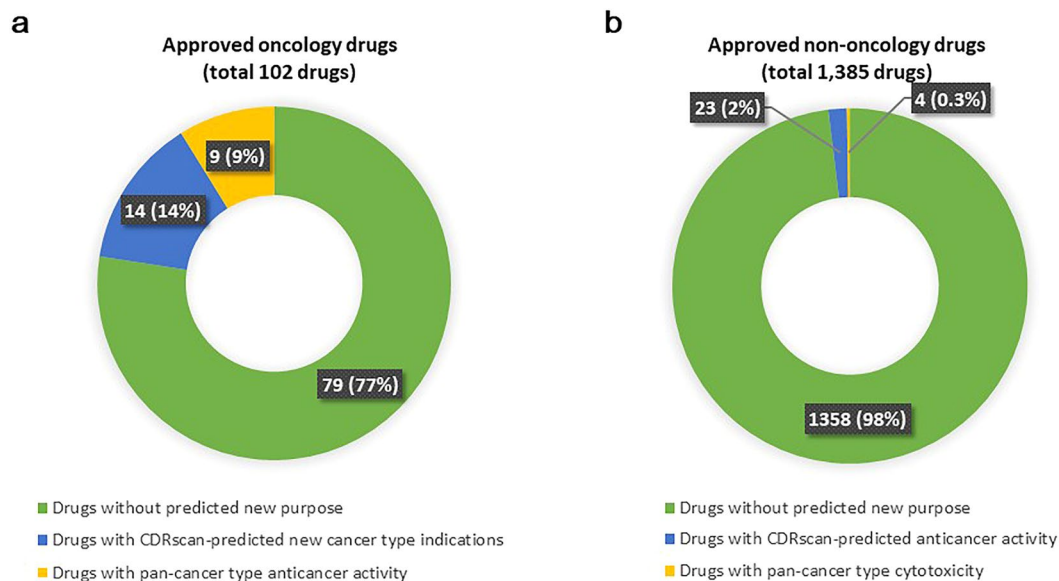 a
Approved oncology drugs
(total 102 drugs)
9 (9%)
14 (14%)
79 (77%)
Drugs without predicted new purpose
Drugs with CDRscan-predicted new cancer type indications
Drugs with pan-cancer type anticancer activity
b
Approved non-oncology drugs
(total 1,385 drugs)
23 (2%)
4 (0.3%)
1358 (98%)
Drugs without predicted new purpose
Drugs with CDRscan-predicted anticancer activity
Drugs with pan-cancer type cytotoxicity